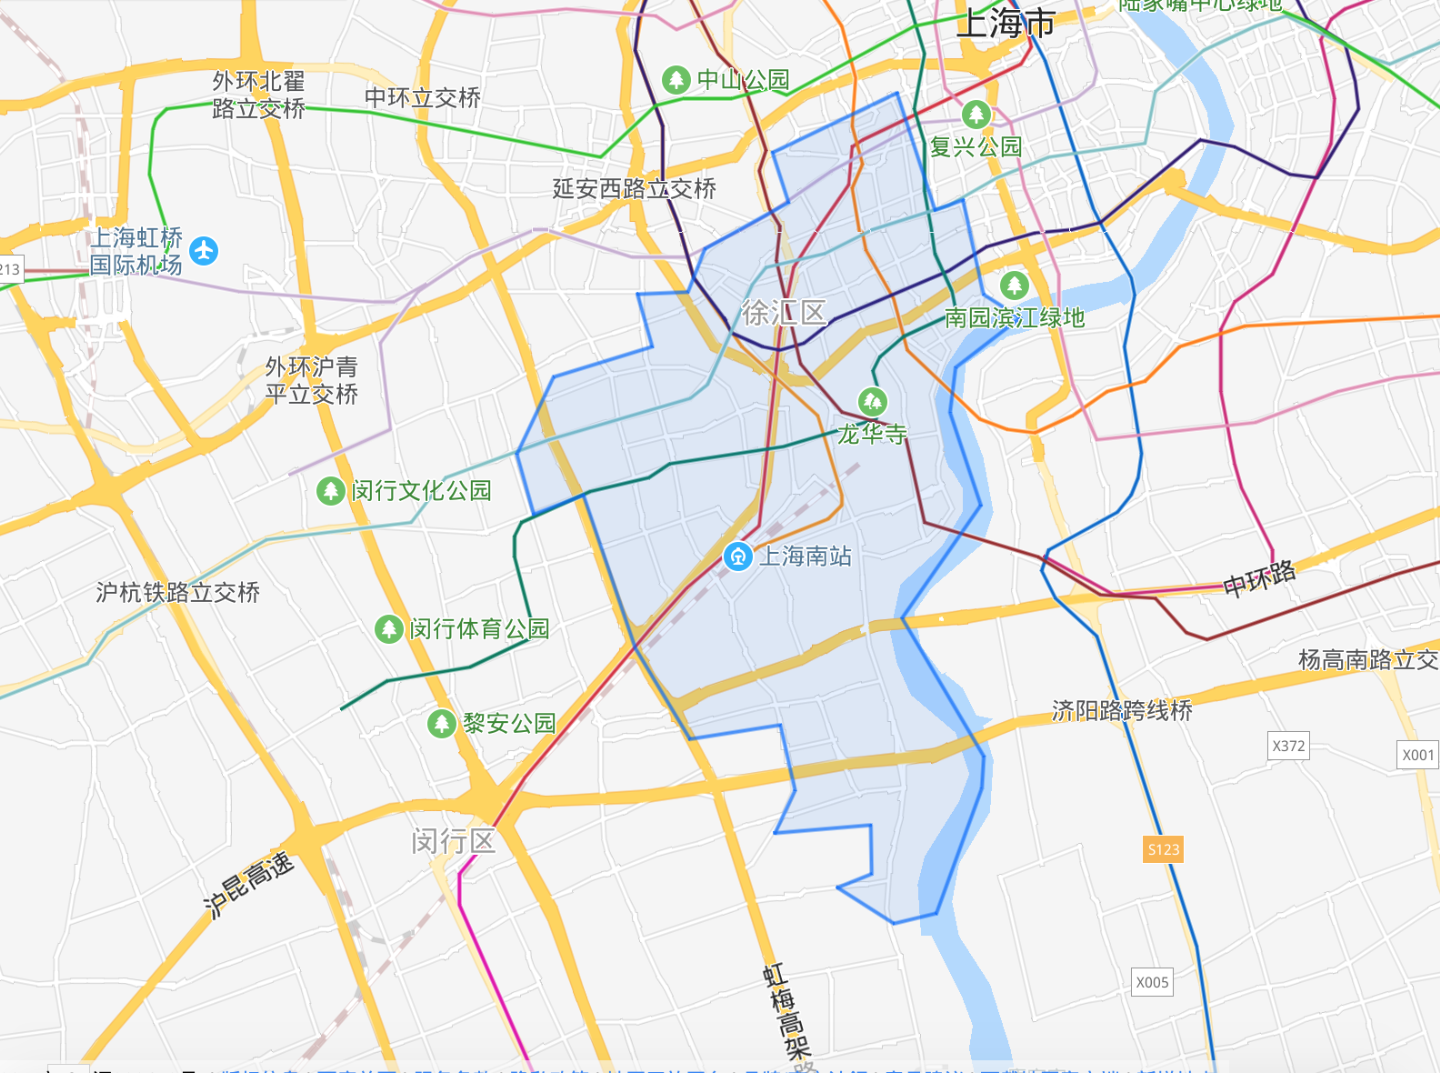 陆家嘴中心绿地
上海市
外环北翟
路立交桥
中环立交桥
中山公园
复兴公园
延安西路立交桥
上海虹桥
国际机场
213
徐汇区
南园滨江绿地
外环沪青
平立交桥
龙华寺
闵行文化公园
上海南站
沪杭铁路立交桥
中环路
闵行体育公园
杨高南路立交
济阳路跨线桥
黎安公园
X372
X001
闵行区
S123
沪昆高速
X005
虹梅高架路